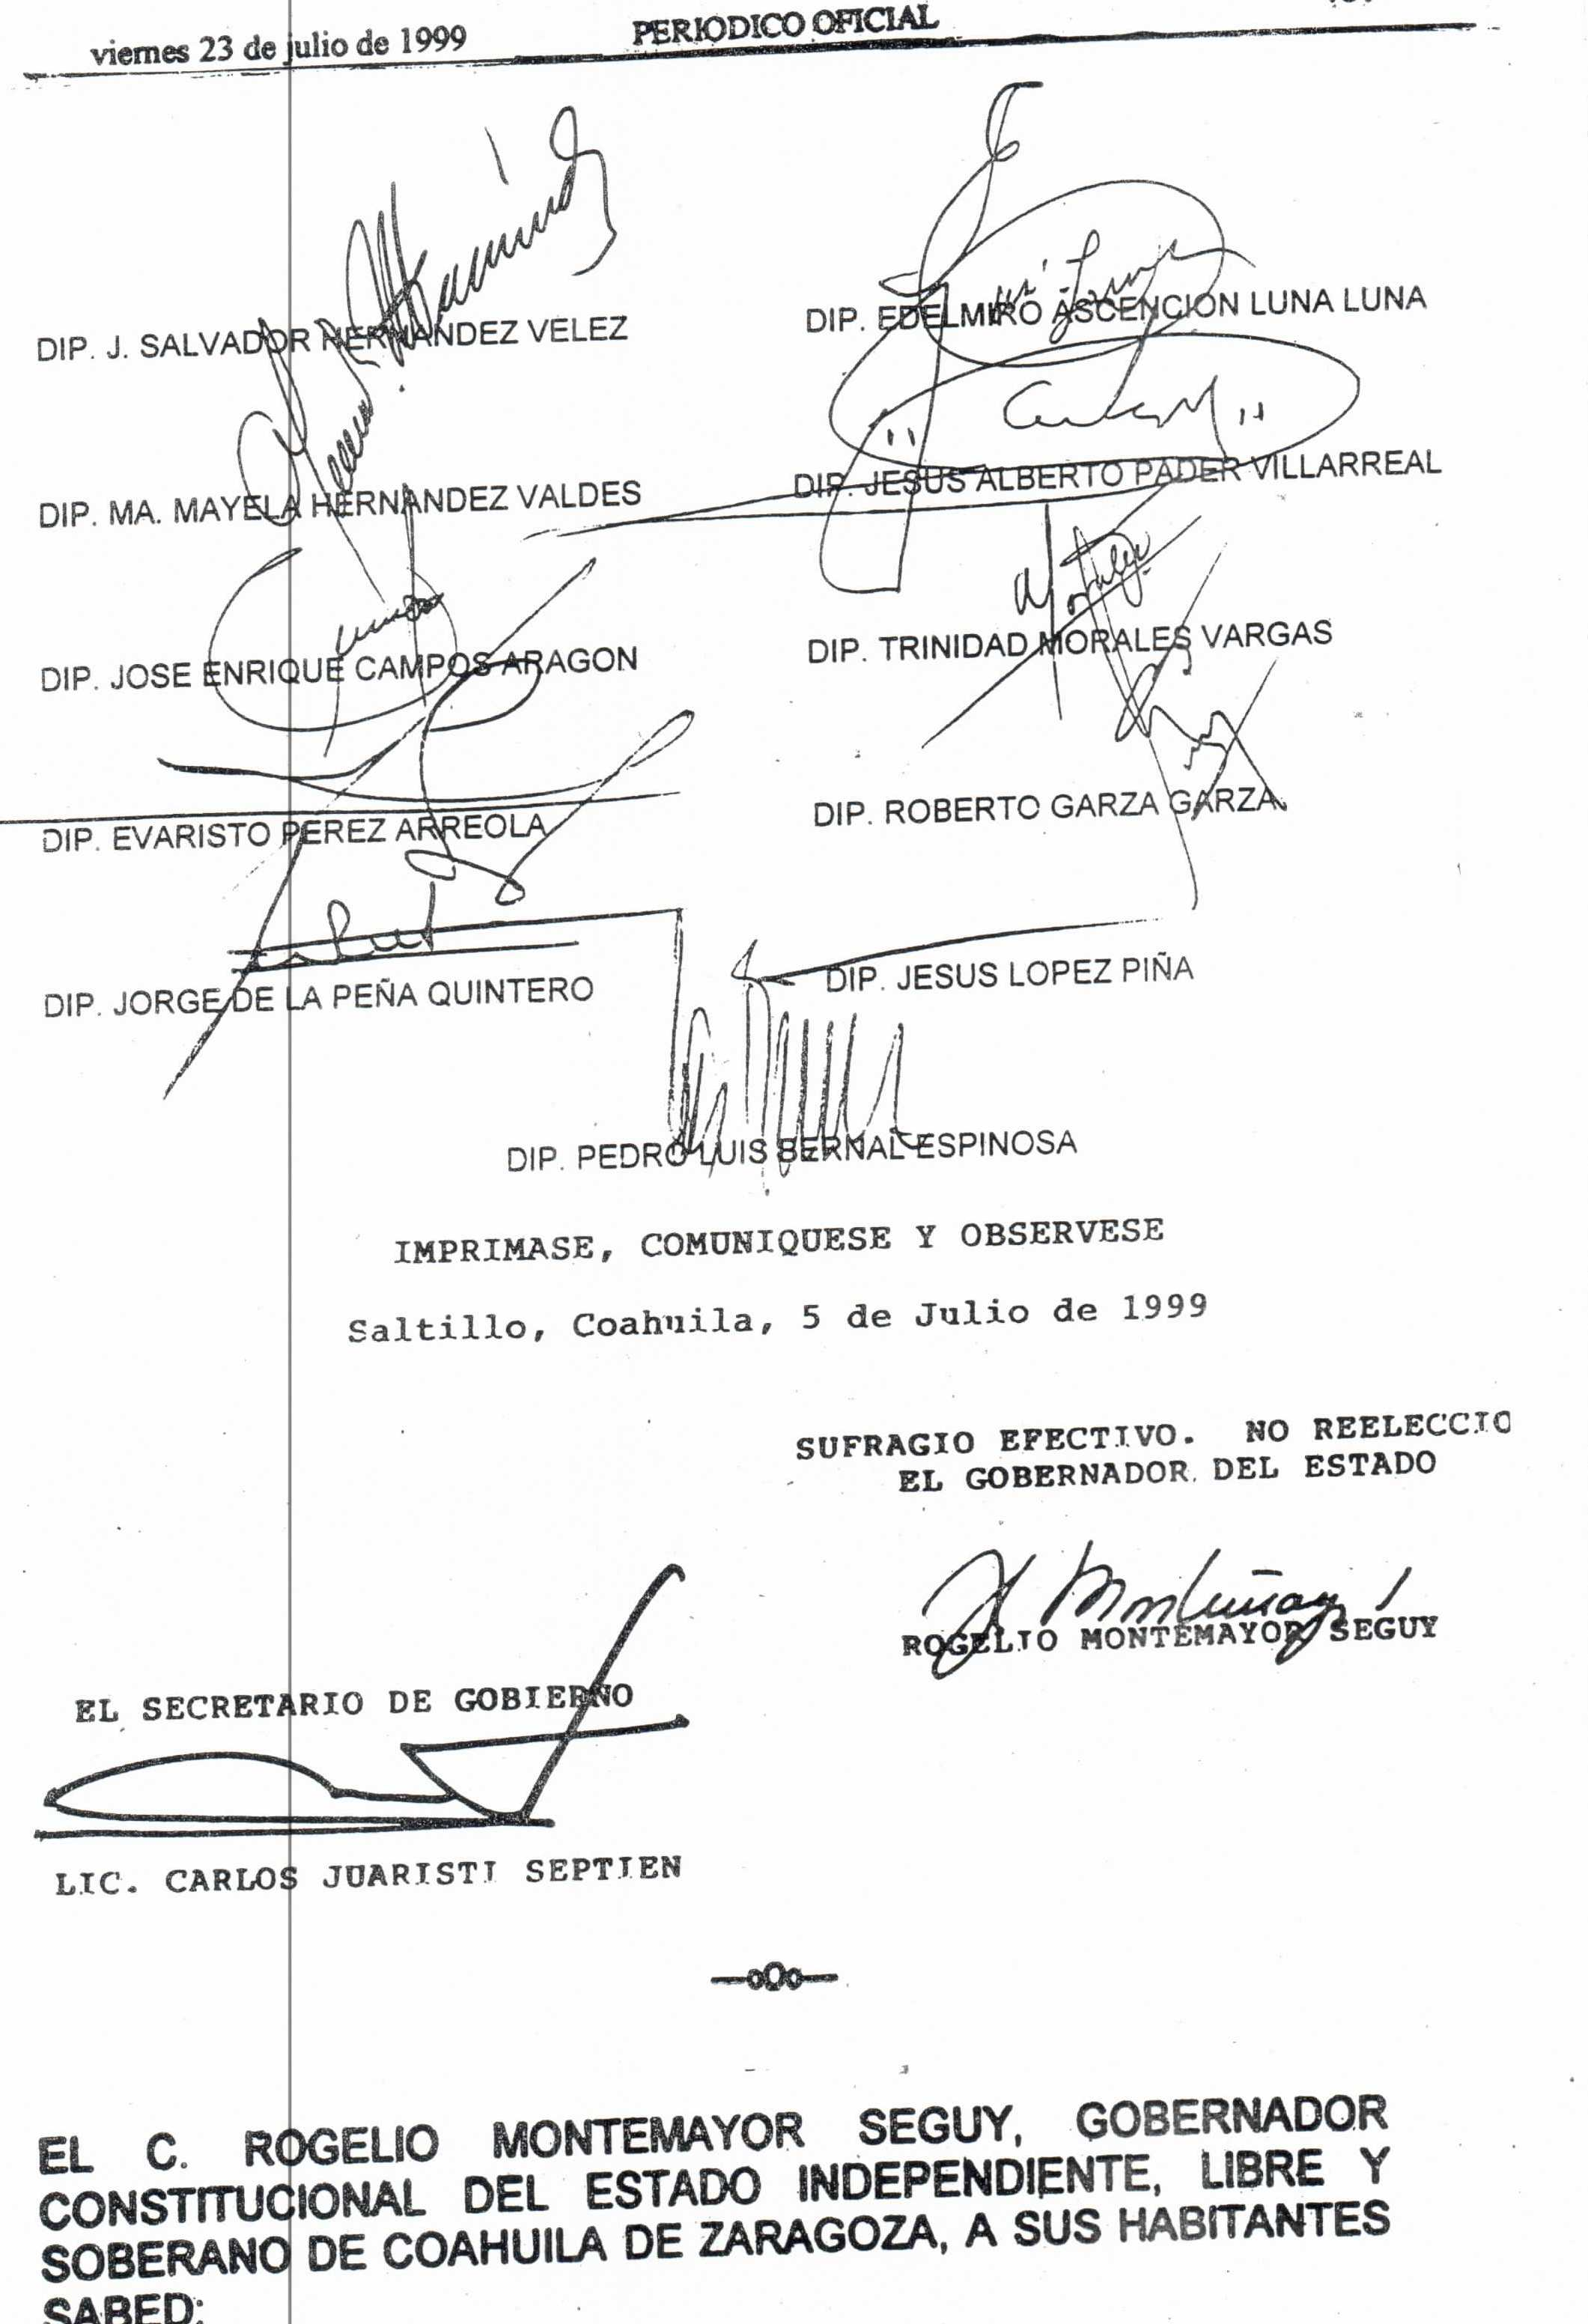 viernes 23 de julio de 1999 PERIODICO OFICIAL
DIP. J. SALVADOR HERNANDEZ VELEZ DIP. EDELMIRO ASCENCION LUNA LUNA
DIP. MA. MAYELA HERNANDEZ VALDES DIP. JESUS ALBERTO PADER VILLARREAL
DIP. JOSE ENRIQUE CAMPOS ARAGON DIP. TRINIDAD MORALES VARGAS
DIP. EVARISTO PEREZ ARREOLA DIP. ROBERTO GARZA GARZA
DIP. JORGE DE LA PEÑA QUINTERO DIP. JESUS LOPEZ PIÑA
DIP. PEDRO LUIS BERNAL ESPINOSA
IMPRIMASE, COMUNIQUESE Y OBSERVESE
Saltillo, Coahuila, 5 de Julio de 1999
SUFRAGIO EFECTIVO. NO REELECCIO
EL GOBERNADOR DEL ESTADO
ROGELIO MONTEMAYOR SEGUY
EL SECRETARIO DE GOBIERNO
LIC. CARLOS JUARISTI SEPTIEN
—oOo—
EL C. ROGELIO MONTEMAYOR SEGUY, GOBERNADOR
CONSTITUCIONAL DEL ESTADO INDEPENDIENTE, LIBRE Y
SOBERANO DE COAHUILA DE ZARAGOZA, A SUS HABITANTES
SABED: